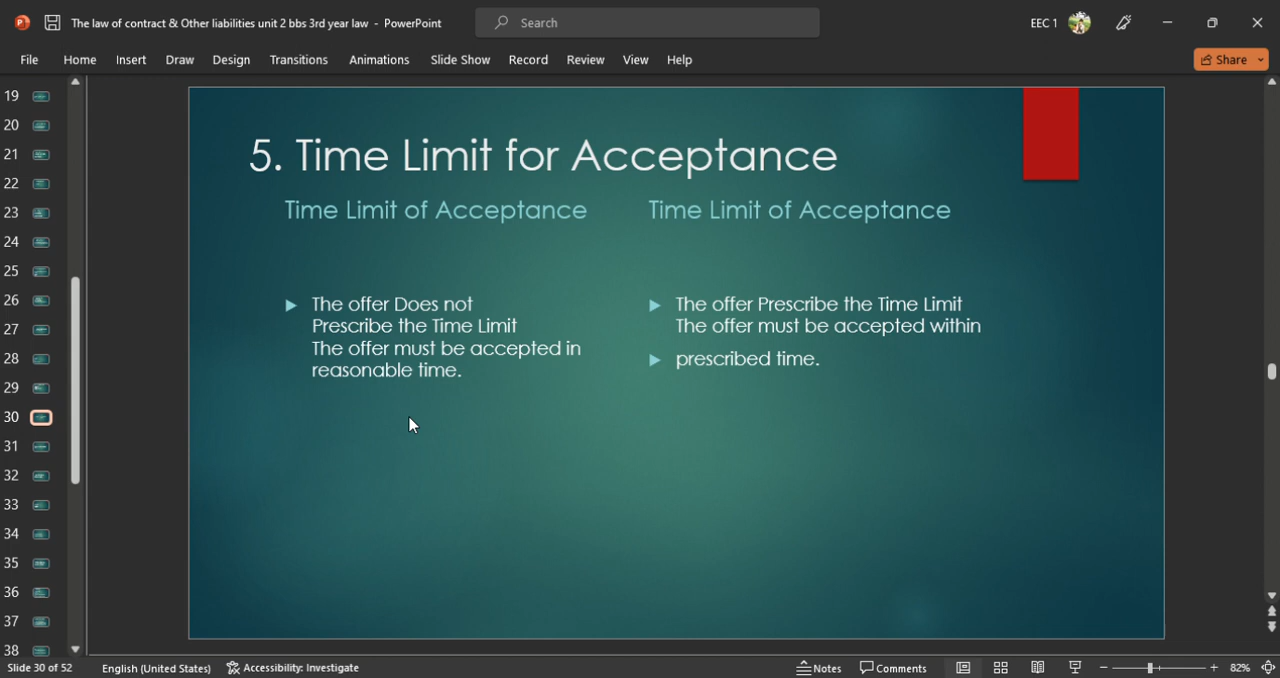 The law of contract & Other liabilities unit 2 bbs 3rd year law - PowerPoint
Search
EEC 1
File Home Insert Draw Design Transitions Animations Slide Show Record Review View Help
Share
19
20
21
22
23
24
25
26
27
28
29
30
31
32
33
34
35
36
37
38
5. Time Limit for Acceptance
Time Limit of Acceptance
The offer Does not
Prescribe the Time Limit
The offer must be accepted in
reasonable time.
Time Limit of Acceptance
The offer Prescribe the Time Limit
The offer must be accepted within
prescribed time.
Slide 30 of 52 English (United States) Accessibility: Investigate Notes Comments 82%